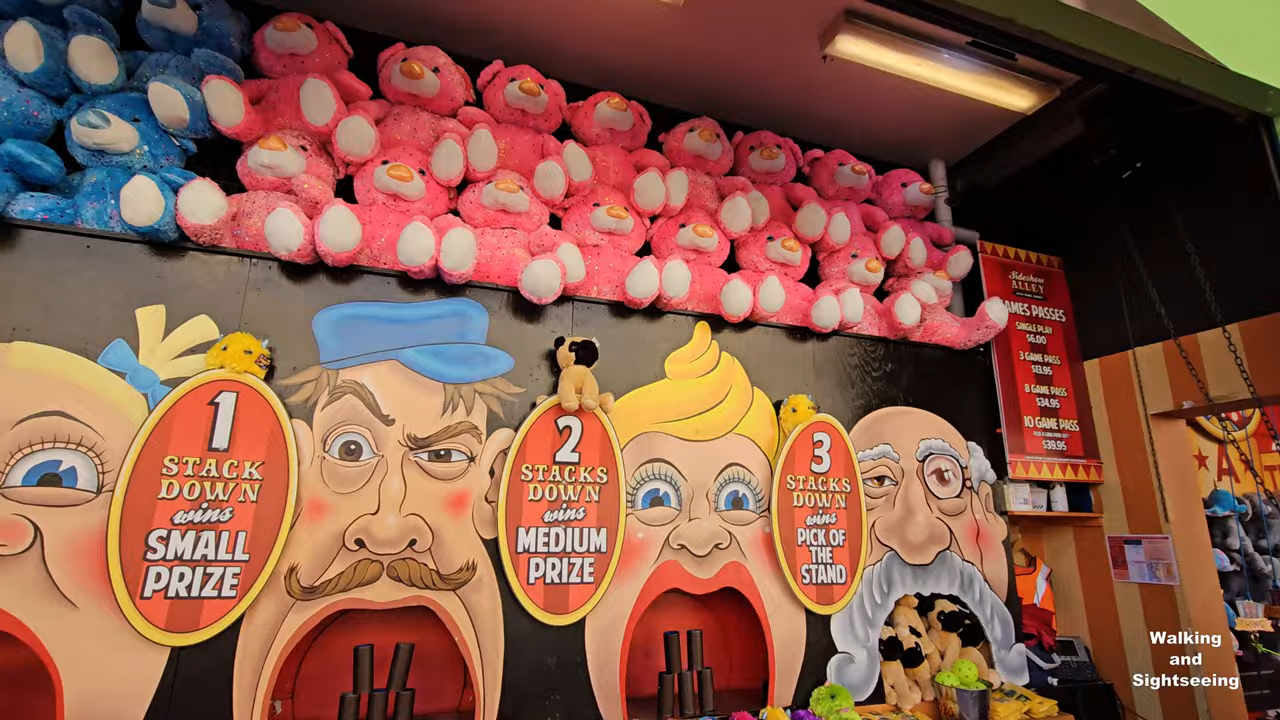 1
STACK
DOWN
wins
SMALL
PRIZE
2
STACKS
DOWN
wins
MEDIUM
PRIZE
3
STACKS
DOWN
wins
PICK OF
THE
STAND
Sideshow
ALLEY
AMES PASSES
SINGLE PLAY
$6.00
3 GAME PASS
$13.95
8 GAME PASS
$34.95
10 GAME PASS
$39.95
Walking
and
Sightseeing